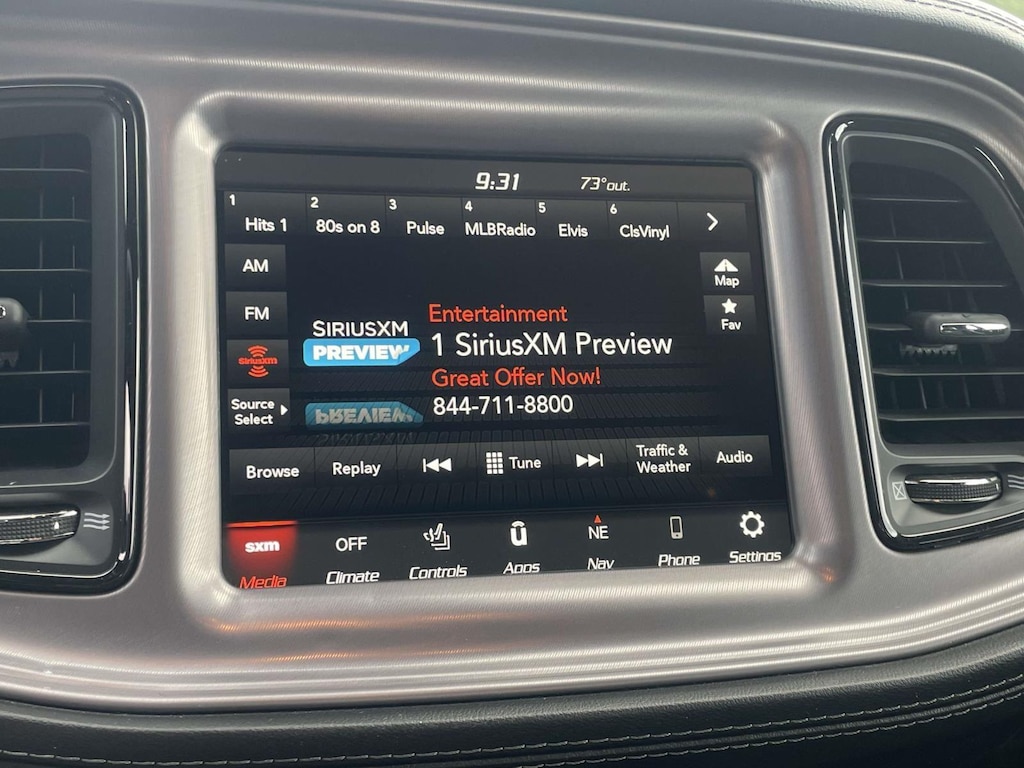 9:31 73° out.
1 Hits 1 2 80s on 8 3 Pulse 4 MLBRadio 5 Elvis 6 ClsVinyl
AM
Map
FM
Fav
SiriusXM
SIRIUSXM
PREVIEW
Entertainment
1 SiriusXM Preview
Great Offer Now!
844-711-8800
Source
Select
Browse Replay Tune Traffic &
Weather Audio
sxm OFF NE
Media Climate Controls Apps Nav Phone Settings